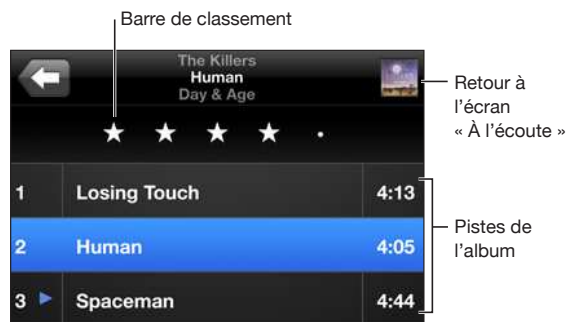 Barre de classement
The Killers
Human
Day & Age
Retour à
l'écran
« À l'écoute »
1 Losing Touch 4:13
2 Human 4:05
3 Spaceman 4:44
Pistes de
l'album